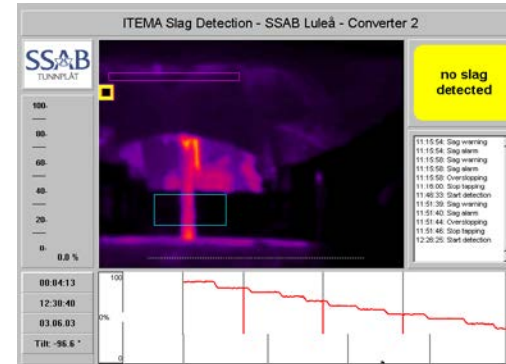 ITEMA Slag Detection - SSAB Luleå - Converter 2
SSAB
TUNNPLÅT
no slag
detected
100-
80-
60-
40-
20-
0-
0.0 %
11:15:54: Slag warning
11:15:54: Slag alarm
11:15:58: Slag warning
11:15:58: Slag alarm
11:15:58: Overslopping
11:16:00: Stop tapping
11:46:33: Start detection
11:51:39: Slag warning
11:51:40: Slag alarm
11:51:44: Overslopping
11:51:46: Stop tapping
12:26:25: Start detection
00:04:13
12:30:40
03.06.03
Tilt: -96.6 °
100
0%
0